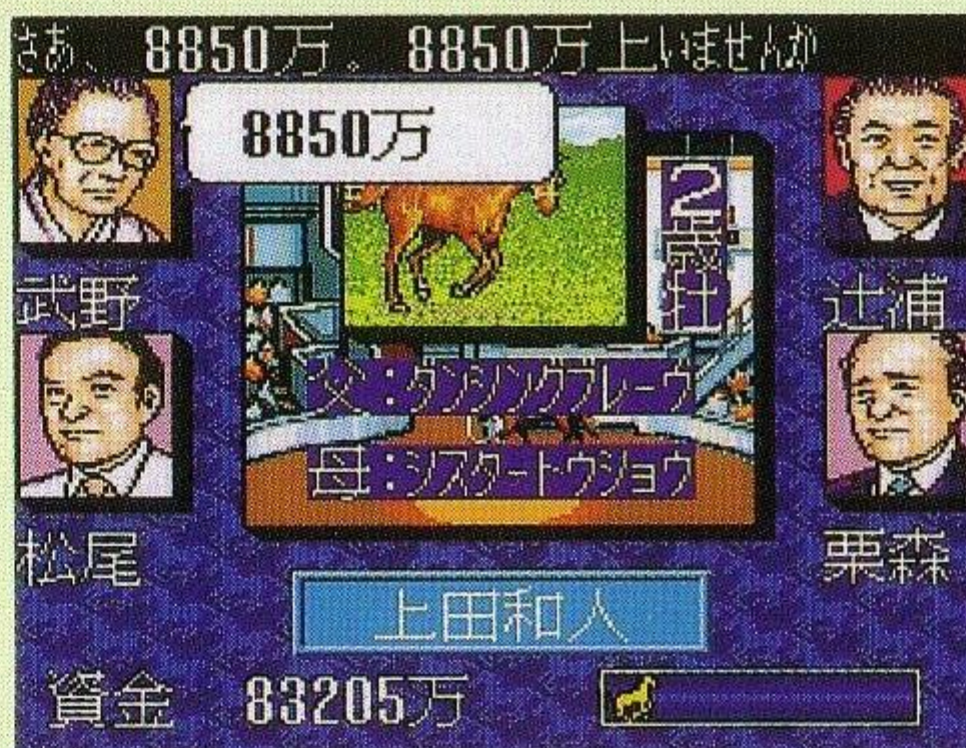 さあ、8850万。8850万上いませんか
8850万
2歳牡
武野
辻浦
父:ダンシングブレーヴ
母:シスタートウショウ
松尾
栗森
上田和人
資金 83205万